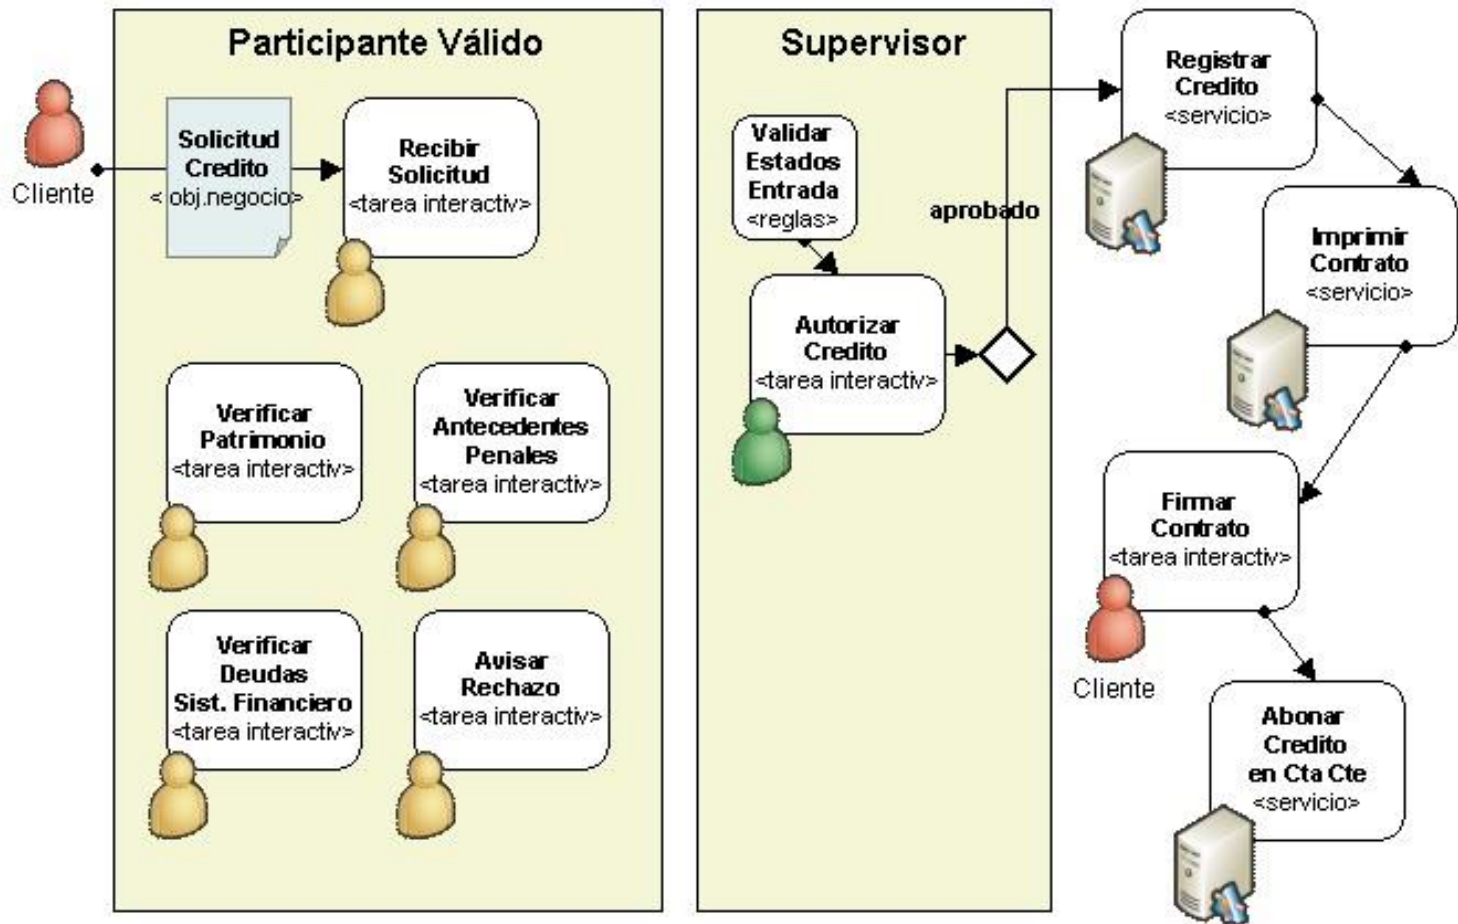 Participante Válido
Cliente
Solicitud
Credito
< obj.negocio>
Recibir
Solicitud
<tarea interactiv>
Verificar
Patrimonio
<tarea interactiv>
Verificar
Antecedentes
Penales
<tarea interactiv>
Verificar
Deudas
Sist. Financiero
<tarea interactiv>
Avisar
Rechazo
<tarea interactiv>
Supervisor
Validar
Estados
Entrada
<reglas>
Autorizar
Credito
<tarea interactiv>
aprobado
Registrar
Credito
<servicio>
Imprimir
Contrato
<servicio>
Firmar
Contrato
<tarea interactiv>
Cliente
Abonar
Credito
en Cta Cte
<servicio>